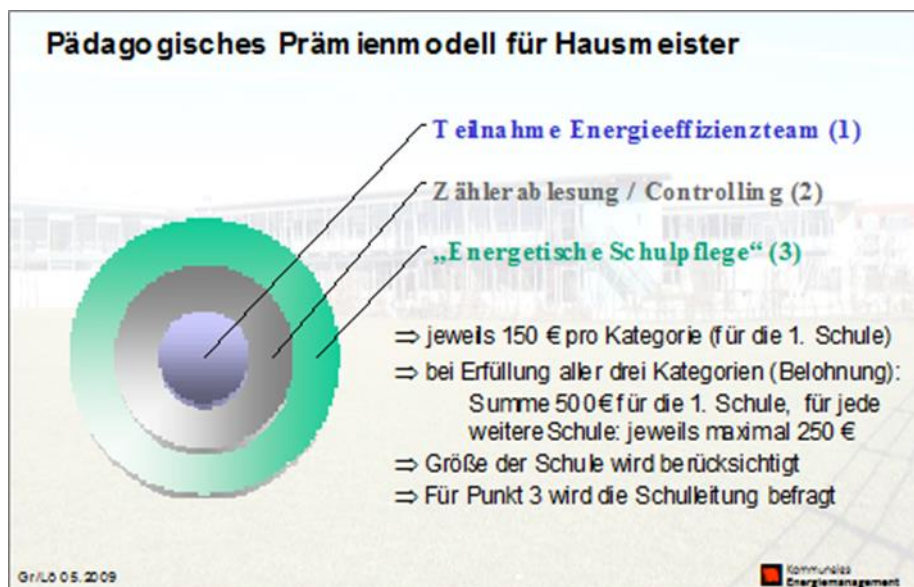 Pädagogisches Prämienmodell für Hausmeister
Teilnahme Energieeffizienzteam (1)
Zählerablesung / Controlling (2)
„Energetische Schulpflege“ (3)
⇒ jeweils 150 € pro Kategorie (für die 1. Schule)
⇒ bei Erfüllung aller drei Kategorien (Belohnung):
Summe 500 € für die 1. Schule, für jede
weitere Schule: jeweils maximal 250 €
⇒ Größe der Schule wird berücksichtigt
⇒ Für Punkt 3 wird die Schulleitung befragt
Gr/Lö 05.2009
Kommunales
Energiemanagement